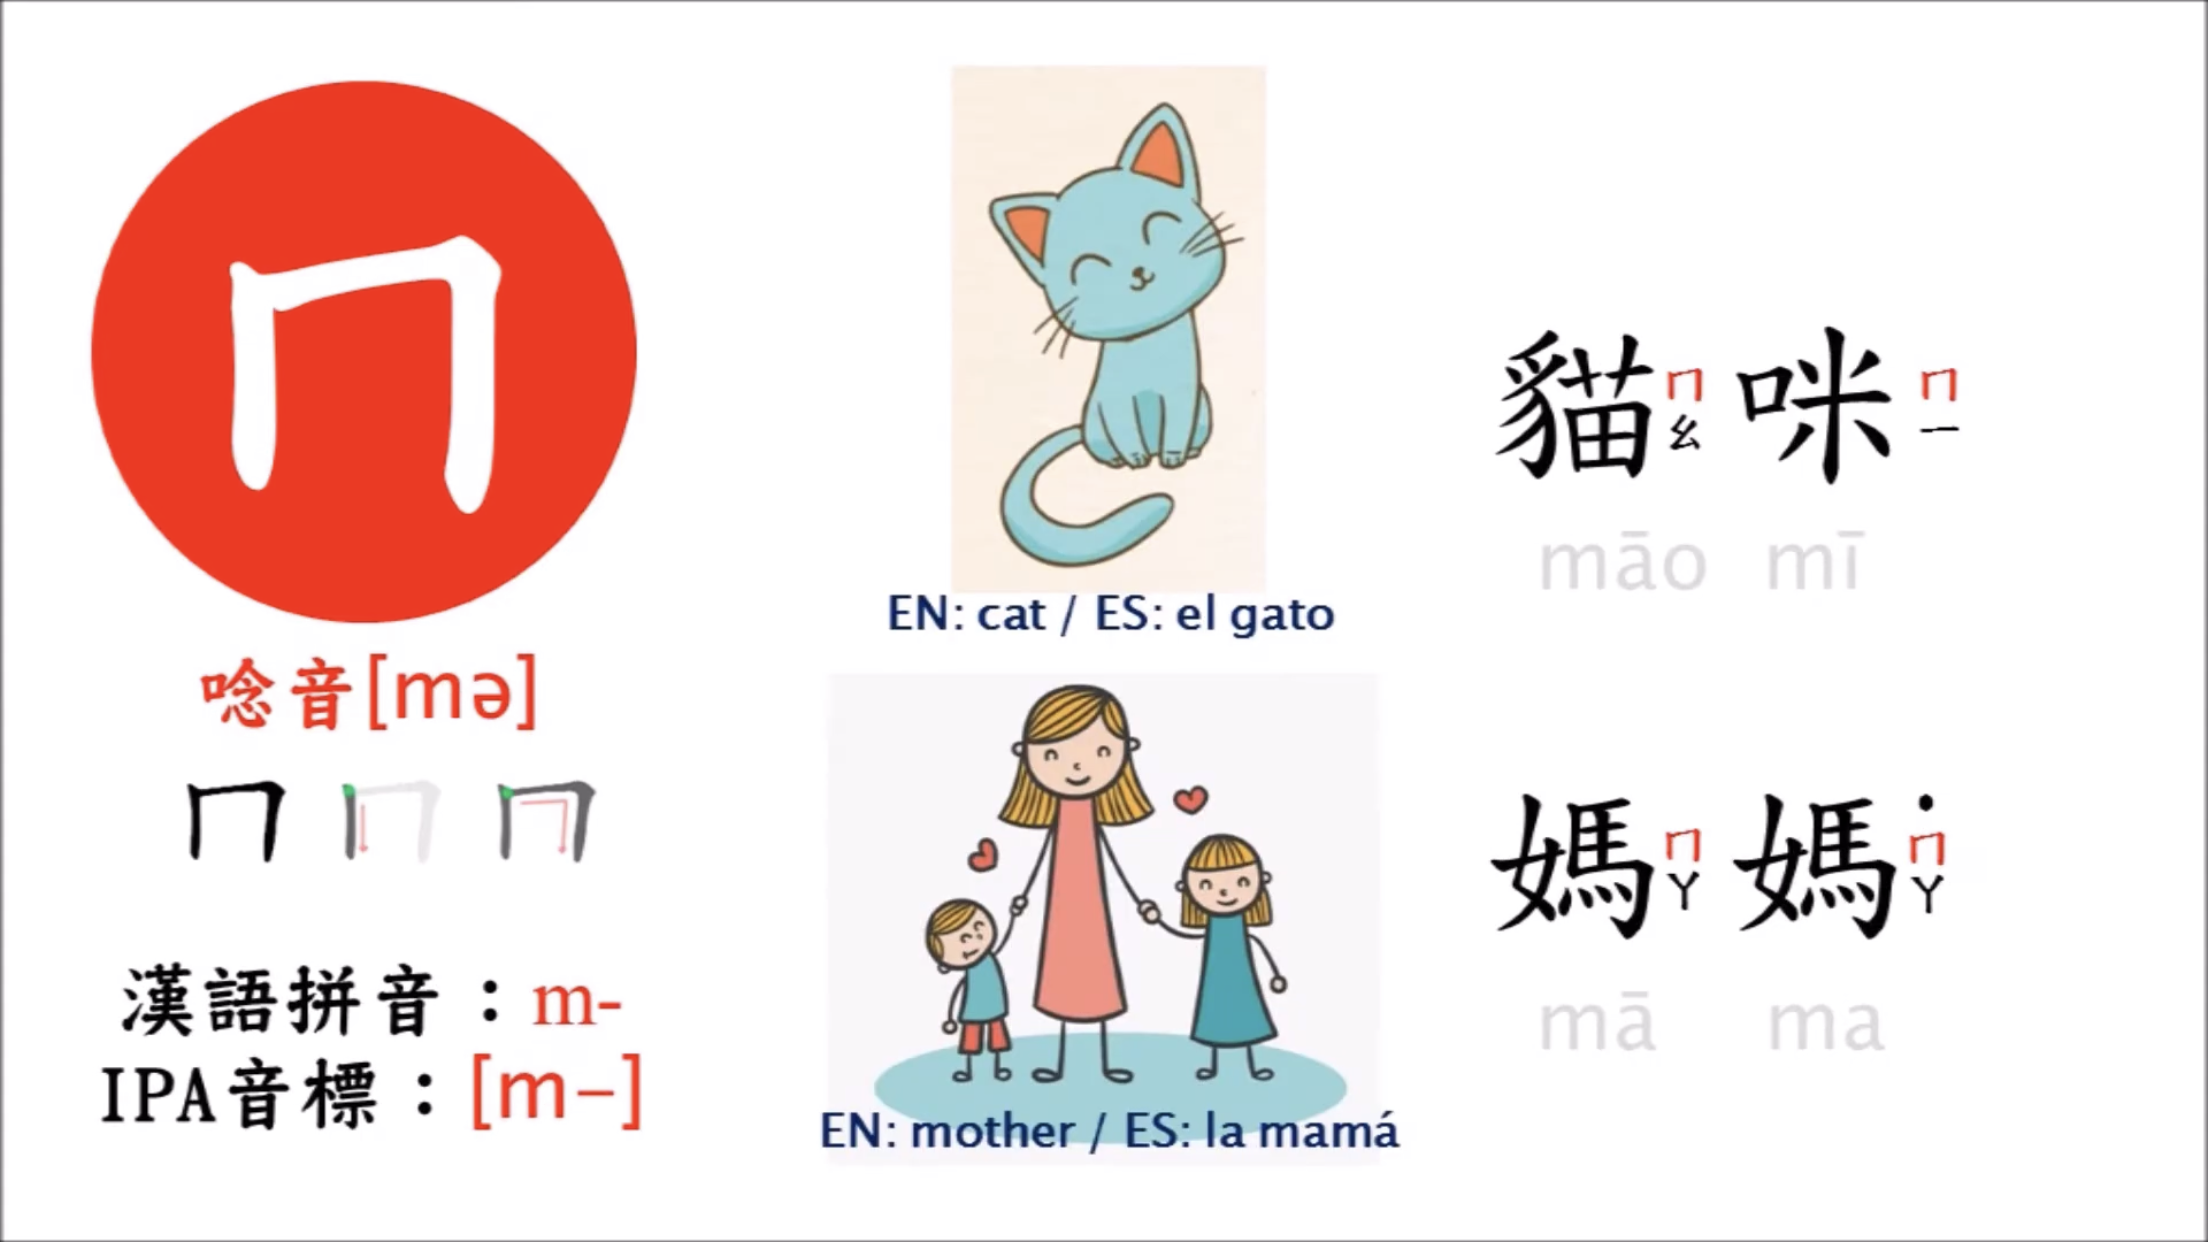 ㄇ
唸音[mə]
ㄇ ㄇ ㄇ
漢語拼音：m-
IPA音標：[m-]
EN: cat / ES: el gato
EN: mother / ES: la mamá
貓ㄇㄠ 咪ㄇㄧ
māo mī
媽ㄇㄚ 媽˙ㄇㄚ
mā ma